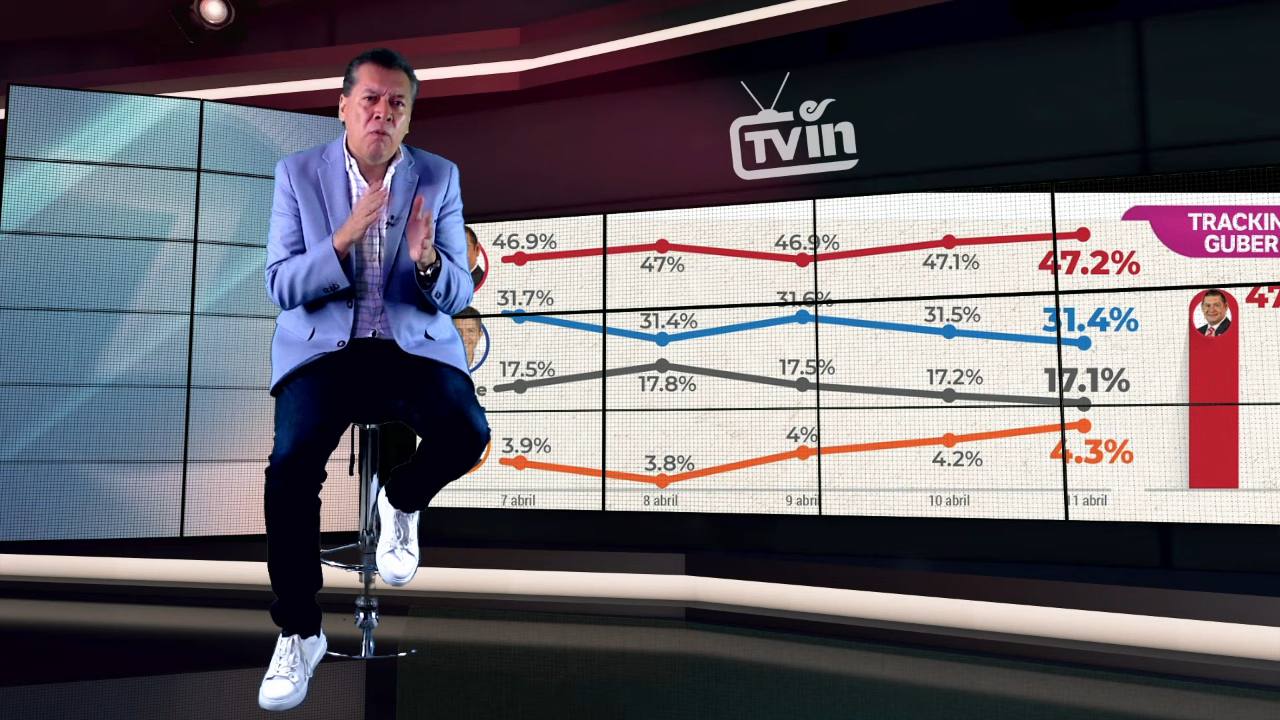 TVin
TRACKIN
GUBER
46.9%
47%
46.9%
47.1%
47.2%
47
31.7%
31.4%
31.6%
31.5%
31.4%
17.5%
17.8%
17.5%
17.2%
17.1%
e
3.9%
3.8%
4%
4.2%
4.3%
7 abril
8 abril
9 abril
10 abril
11 abril